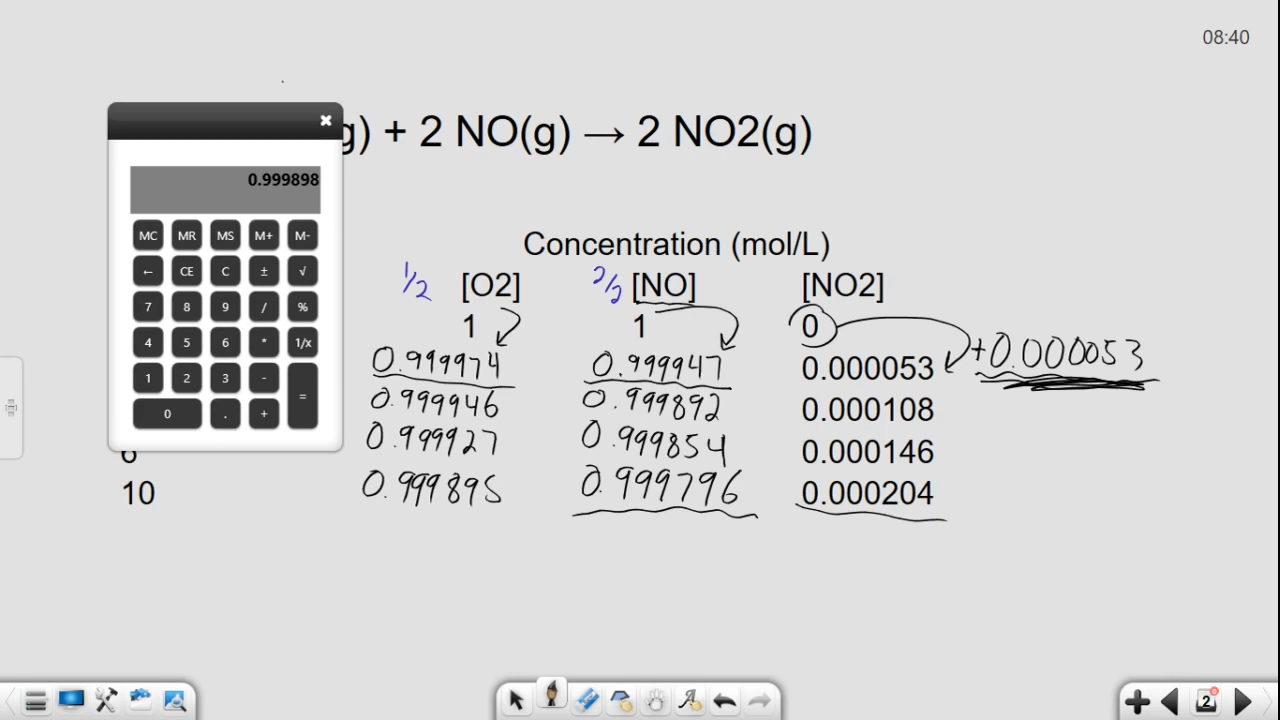 08:40
g) + 2 NO(g) → 2 NO2(g)
0.999898
MC MR MS M+ M-
← CE C ± √
7 8 9 / %
4 5 6 * 1/x
1 2 3 - =
0 . +
Concentration (mol/L)
1/2 [O2] 2/2 [NO] [NO2]
1 1 0
0.999974 0.999947 0.000053 +0.000053
0.999946 0.999892 0.000108
0.999927 0.999854 0.000146
10 0.999895 0.999796 0.000204
2